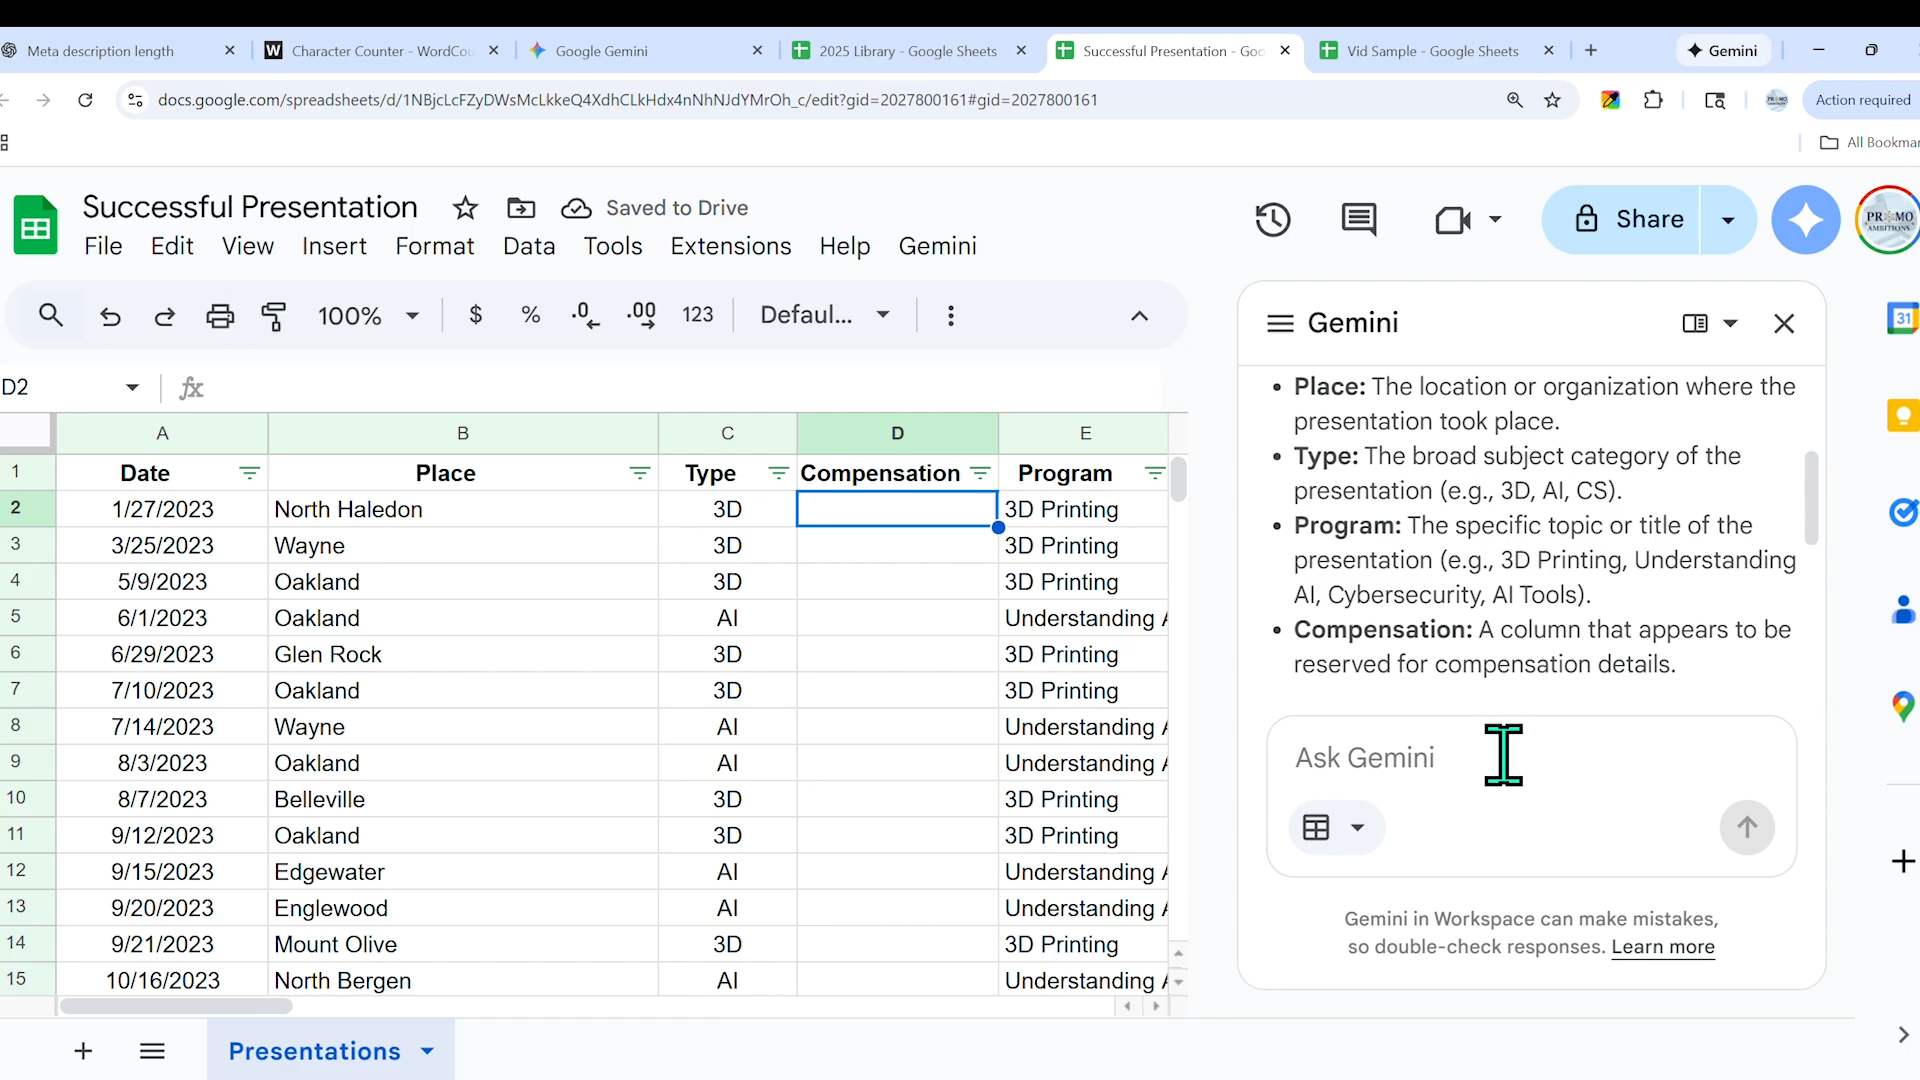 Meta description length
W Character Counter - WordCou
Google Gemini
2025 Library - Google Sheets
Successful Presentation - Goo
Vid Sample - Google Sheets
Gemini
docs.google.com/spreadsheets/d/1NBjcLcFZyDWsMcLkkeQ4XdhCLkHdx4nNhNJdYMrOh_c/edit?gid=2027800161#gid=2027800161
Action required
All Bookmar
Successful Presentation
Saved to Drive
File Edit View Insert Format Data Tools Extensions Help Gemini
Share
PROMO
AMBITIONS
100% $ % .0 .00 123 Defaul...
D2 fx
A B C D E
1 Date Place Type Compensation Program
2 1/27/2023 North Haledon 3D 3D Printing
3 3/25/2023 Wayne 3D 3D Printing
4 5/9/2023 Oakland 3D 3D Printing
5 6/1/2023 Oakland AI Understanding
6 6/29/2023 Glen Rock 3D 3D Printing
7 7/10/2023 Oakland 3D 3D Printing
8 7/14/2023 Wayne AI Understanding
9 8/3/2023 Oakland AI Understanding
10 8/7/2023 Belleville 3D 3D Printing
11 9/12/2023 Oakland 3D 3D Printing
12 9/15/2023 Edgewater AI Understanding
13 9/20/2023 Englewood AI Understanding
14 9/21/2023 Mount Olive 3D 3D Printing
15 10/16/2023 North Bergen AI Understanding
Presentations
Gemini
• Place: The location or organization where the
presentation took place.
• Type: The broad subject category of the
presentation (e.g., 3D, AI, CS).
• Program: The specific topic or title of the
presentation (e.g., 3D Printing, Understanding
AI, Cybersecurity, AI Tools).
• Compensation: A column that appears to be
reserved for compensation details.
Ask Gemini
Gemini in Workspace can make mistakes,
so double-check responses. Learn more
31